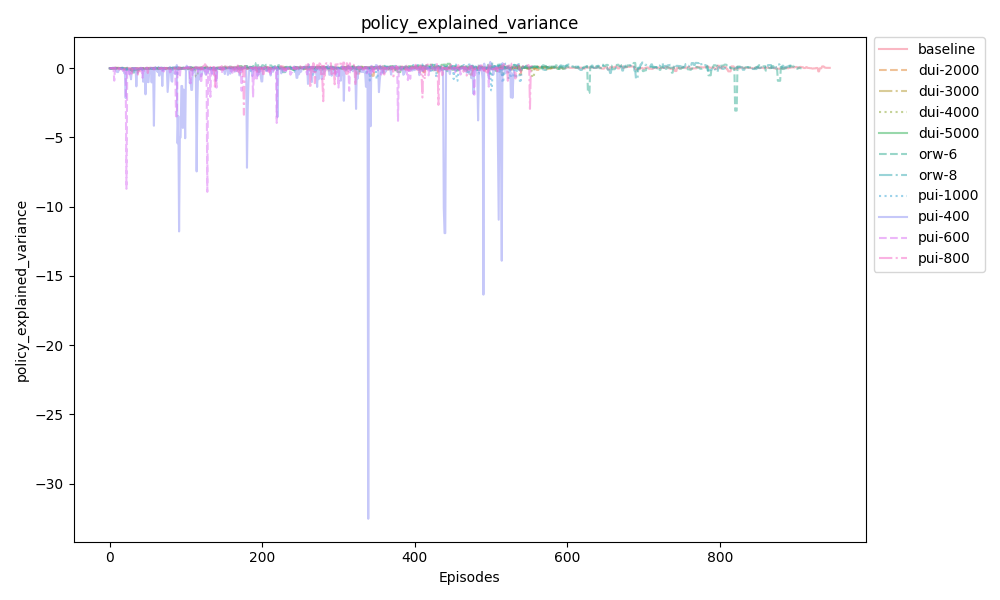 policy_explained_variance
policy_explained_variance
0
−5
−10
−15
−20
−25
−30
0
200
400
600
800
Episodes
baseline
dui-2000
dui-3000
dui-4000
dui-5000
orw-6
orw-8
pui-1000
pui-400
pui-600
pui-800